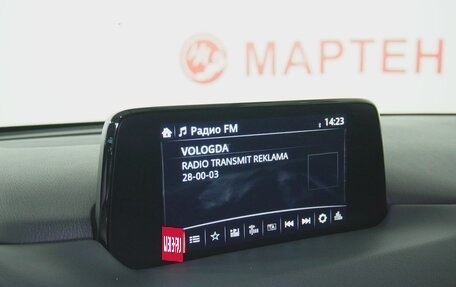 МАРТЕН
Радио FM
14:23
VOLOGDA
RADIO TRANSMIT REKLAMA
28-00-03